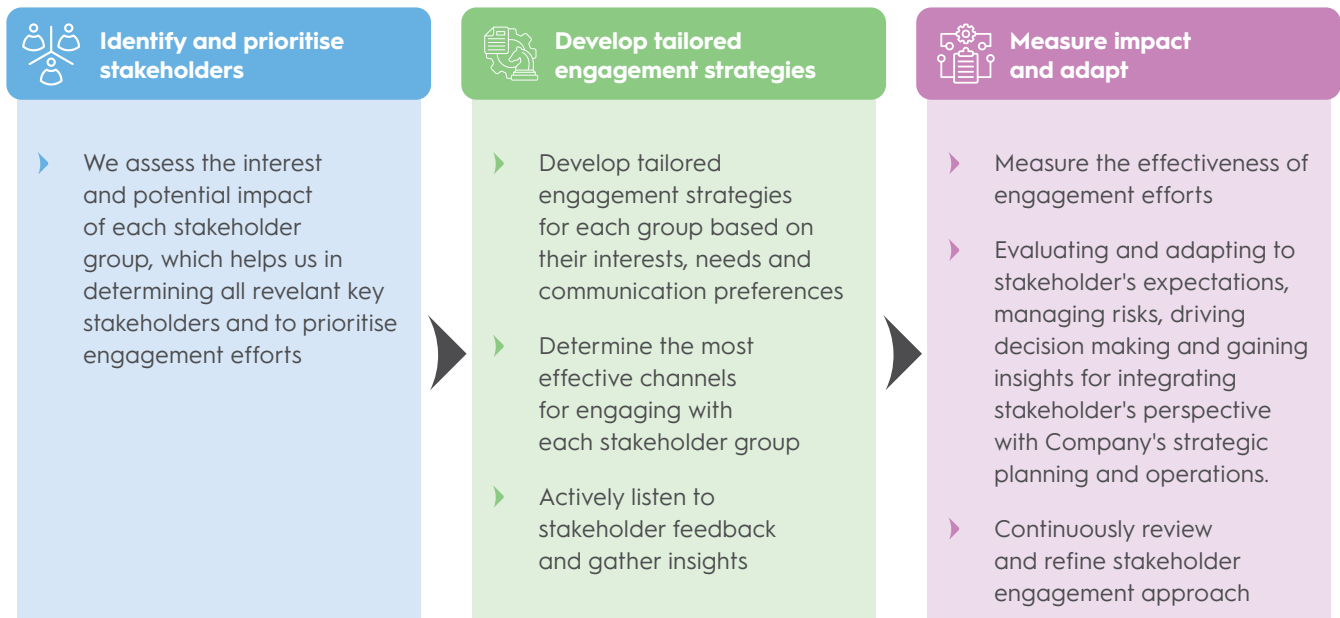 Identify and prioritise
stakeholders
We assess the interest
and potential impact
of each stakeholder
group, which helps us in
determining all revelant key
stakeholders and to prioritise
engagement efforts
Develop tailored
engagement strategies
Develop tailored
engagement strategies
for each group based on
their interests, needs and
communication preferences
Determine the most
effective channels
for engaging with
each stakeholder group
Actively listen to
stakeholder feedback
and gather insights
Measure impact
and adapt
Measure the effectiveness of
engagement efforts
Evaluating and adapting to
stakeholder's expectations,
managing risks, driving
decision making and gaining
insights for integrating
stakeholder's perspective
with Company's strategic
planning and operations.
Continuously review
and refine stakeholder
engagement approach